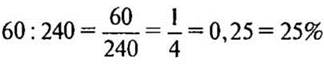 60 : 240 = 60/240 = 1/4 = 0,25 = 25%